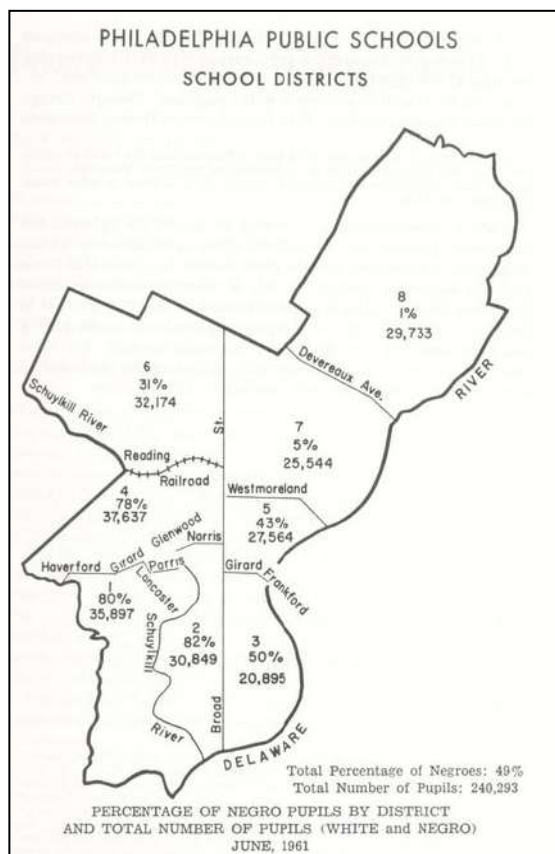 PHILADELPHIA PUBLIC SCHOOLS
SCHOOL DISTRICTS
8
1%
29,733
Devereaux Ave.
RIVER
6
31%
32,174
Schuylkill River
St.
7
5%
25,544
Reading
Railroad
Westmoreland
4
78%
37,637
5
43%
27,564
Glenwood
Norris
Haverford
Girard
Parris
Lancaster
Girard
Frankford
1
80%
35,897
Schuylkill
2
82%
30,849
3
50%
20,895
Broad
River
DELAWARE
Total Percentage of Negroes: 49%
Total Number of Pupils: 240,293
PERCENTAGE OF NEGRO PUPILS BY DISTRICT
AND TOTAL NUMBER OF PUPILS (WHITE and NEGRO)
JUNE, 1961